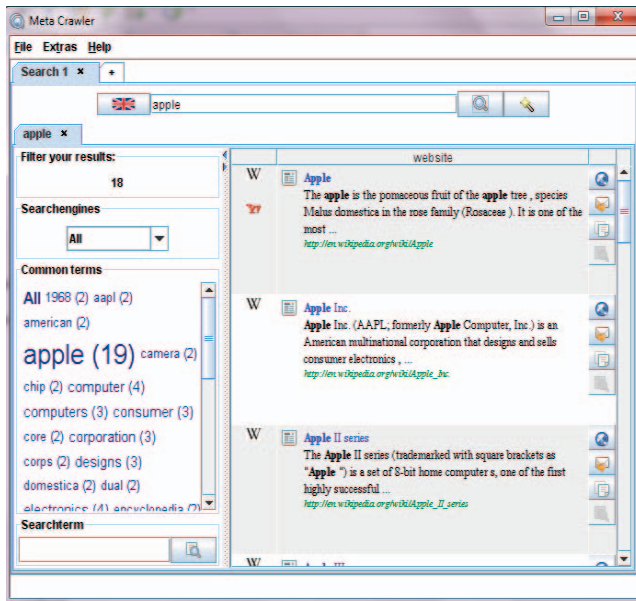 Meta Crawler
File Extras Help
Search 1 × +
apple
apple ×
Filter your results:
18
Searchengines
All
Common terms
All 1968 (2) aapl (2)
american (2)
apple (19) camera (2)
chip (2) computer (4)
computers (3) consumer (3)
core (2) corporation (3)
corps (2) designs (3)
domestica (2) dual (2)
electronics (4) encyclopedia (2)
Searchterm
website
W Apple
The apple is the pomaceous fruit of the apple tree , species
Y! Malus domestica in the rose family (Rosaceae ). It is one of the
most ...
http://en.wikipedia.org/wiki/Apple
W Apple Inc.
Apple Inc. (AAPL; formerly Apple Computer, Inc.) is an
American multinational corporation that designs and sells
consumer electronics , ...
http://en.wikipedia.org/wiki/Apple_Inc.
W Apple II series
The Apple II series (trademarked with square brackets as
"Apple ") is a set of 8-bit home computer s, one of the first
highly successful ...
http://en.wikipedia.org/wiki/Apple_II_series
W